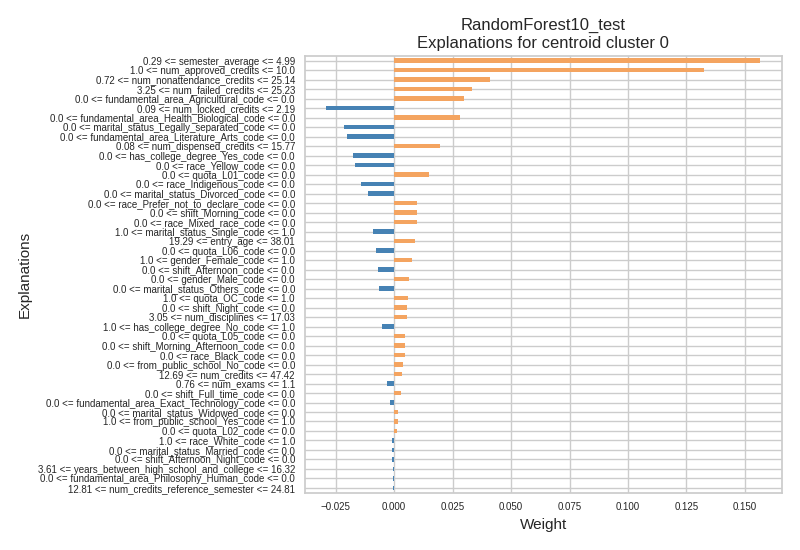 RandomForest10_test
Explanations for centroid cluster 0
0.29 <= semester_average <= 4.99
1.0 <= num_approved_credits <= 10.0
0.72 <= num_nonattendance_credits <= 25.14
3.25 <= num_failed_credits <= 25.23
0.0 <= fundamental_area_Agricultural_code <= 0.0
0.09 <= num_locked_credits <= 2.19
0.0 <= fundamental_area_Health_Biological_code <= 0.0
0.0 <= marital_status_Legally_separated_code <= 0.0
0.0 <= fundamental_area_Literature_Arts_code <= 0.0
0.08 <= num_dispensed_credits <= 15.77
0.0 <= has_college_degree_Yes_code <= 0.0
0.0 <= race_Yellow_code <= 0.0
0.0 <= quota_L01_code <= 0.0
0.0 <= race_Indigenous_code <= 0.0
0.0 <= marital_status_Divorced_code <= 0.0
0.0 <= race_Prefer_not_to_declare_code <= 0.0
0.0 <= shift_Morning_code <= 0.0
0.0 <= race_Mixed_race_code <= 0.0
1.0 <= marital_status_Single_code <= 1.0
19.29 <= entry_age <= 38.01
0.0 <= quota_L06_code <= 0.0
1.0 <= gender_Female_code <= 1.0
0.0 <= shift_Afternoon_code <= 0.0
0.0 <= gender_Male_code <= 0.0
0.0 <= marital_status_Others_code <= 0.0
1.0 <= quota_OC_code <= 1.0
0.0 <= shift_Night_code <= 0.0
3.05 <= num_disciplines <= 17.03
1.0 <= has_college_degree_No_code <= 1.0
0.0 <= quota_L05_code <= 0.0
0.0 <= shift_Morning_Afternoon_code <= 0.0
0.0 <= race_Black_code <= 0.0
0.0 <= from_public_school_No_code <= 0.0
12.69 <= num_credits <= 47.42
0.76 <= num_exams <= 1.1
0.0 <= shift_Full_time_code <= 0.0
0.0 <= fundamental_area_Exact_Technology_code <= 0.0
0.0 <= marital_status_Widowed_code <= 0.0
1.0 <= from_public_school_Yes_code <= 1.0
0.0 <= quota_L02_code <= 0.0
1.0 <= race_White_code <= 1.0
0.0 <= marital_status_Married_code <= 0.0
0.0 <= shift_Afternoon_Night_code <= 0.0
3.61 <= years_between_high_school_and_college <= 16.32
0.0 <= fundamental_area_Philosophy_Human_code <= 0.0
12.81 <= num_credits_reference_semester <= 24.81
Explanations
−0.025 0.000 0.025 0.050 0.075 0.100 0.125 0.150
Weight